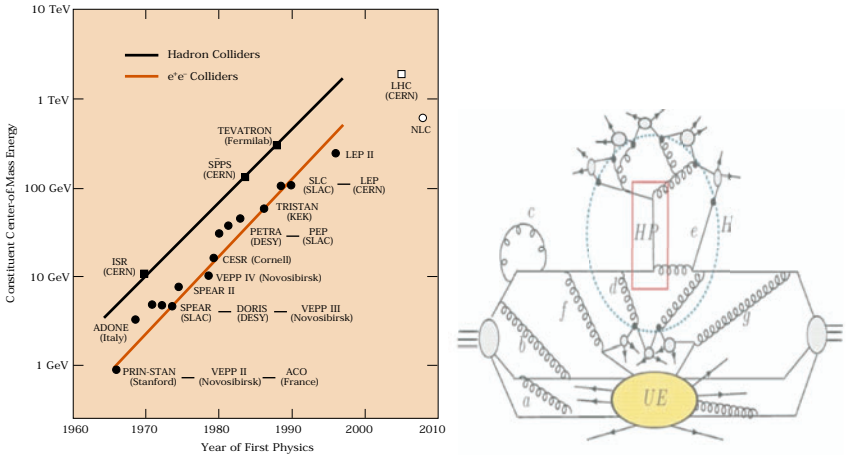 10 TeV
1 TeV
100 GeV
10 GeV
1 GeV
Constituent Center-of Mass Energy
Hadron Colliders
e⁺e⁻ Colliders
LHC
(CERN)
NLC
TEVATRON
(Fermilab)
LEP II
SP̄PS
(CERN)
SLC — LEP
(SLAC) (CERN)
TRISTAN
(KEK)
PETRA — PEP
(DESY) (SLAC)
ISR
(CERN)
CESR (Cornell)
VEPP IV (Novosibirsk)
SPEAR II
SPEAR — DORIS — VEPP III
(SLAC) (DESY) (Novosibirsk)
ADONE
(Italy)
PRIN-STAN — VEPP II — ACO
(Stanford) (Novosibirsk) (France)
1960 1970 1980 1990 2000 2010
Year of First Physics
c
HP
e
H
f
d
g
b
a
UE